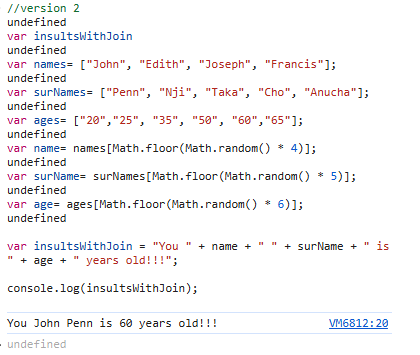 //version 2
undefined
var insultsWithJoin
undefined
var names= ["John", "Edith", "Joseph", "Francis"];
undefined
var surNames= ["Penn", "Nji", "Taka", "Cho", "Anucha"];
undefined
var ages= ["20","25", "35", "50", "60","65"];
undefined
var name= names[Math.floor(Math.random() * 4)];
undefined
var surName= surNames[Math.floor(Math.random() * 5)];
undefined
var age= ages[Math.floor(Math.random() * 6)];
undefined
var insultsWithJoin = "You " + name + " " + surName + " is
" + age + " years old!!!";
console.log(insultsWithJoin);
You John Penn is 60 years old!!! VM6812:20
undefined